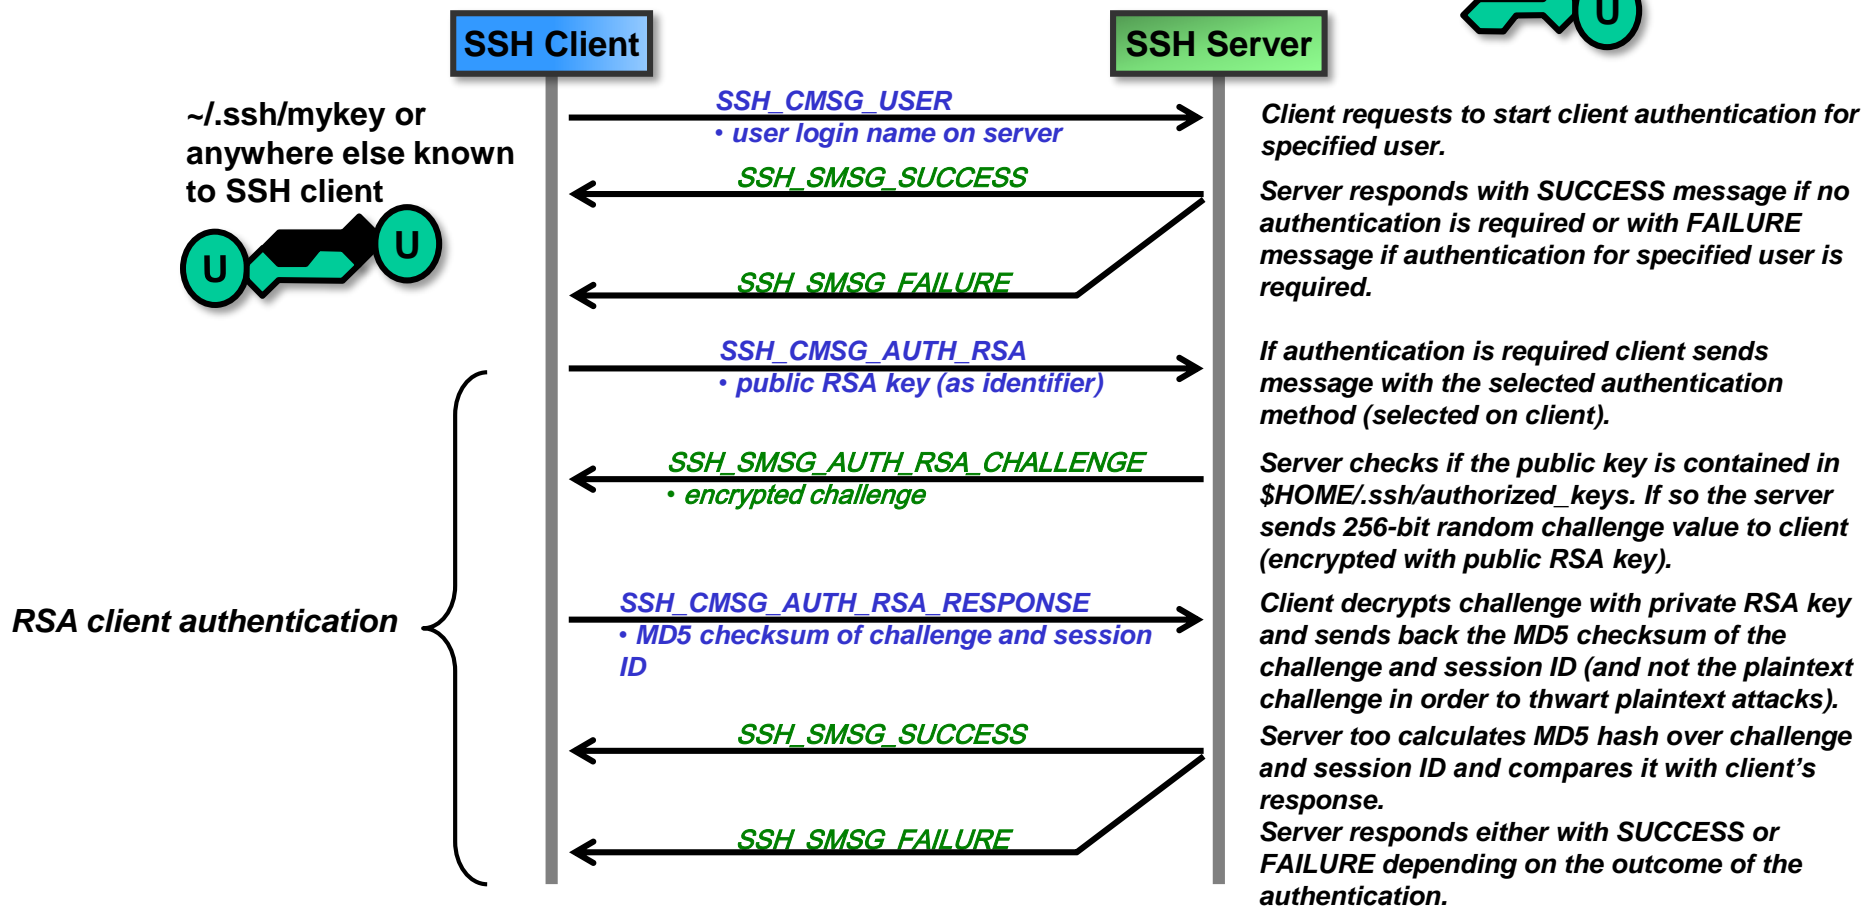 SSH Client
SSH Server
U
~/.ssh/mykey or
anywhere else known
to SSH client
U
U
SSH_CMSG_USER
• user login name on server
Client requests to start client authentication for
specified user.
SSH_SMSG_SUCCESS
SSH_SMSG_FAILURE
Server responds with SUCCESS message if no
authentication is required or with FAILURE
message if authentication for specified user is
required.
SSH_CMSG_AUTH_RSA
• public RSA key (as identifier)
If authentication is required client sends
message with the selected authentication
method (selected on client).
SSH_SMSG_AUTH_RSA_CHALLENGE
• encrypted challenge
Server checks if the public key is contained in
$HOME/.ssh/authorized_keys. If so the server
sends 256-bit random challenge value to client
(encrypted with public RSA key).
RSA client authentication
SSH_CMSG_AUTH_RSA_RESPONSE
• MD5 checksum of challenge and session
ID
Client decrypts challenge with private RSA key
and sends back the MD5 checksum of the
challenge and session ID (and not the plaintext
challenge in order to thwart plaintext attacks).
SSH_SMSG_SUCCESS
Server too calculates MD5 hash over challenge
and session ID and compares it with client's
response.
SSH_SMSG_FAILURE
Server responds either with SUCCESS or
FAILURE depending on the outcome of the
authentication.